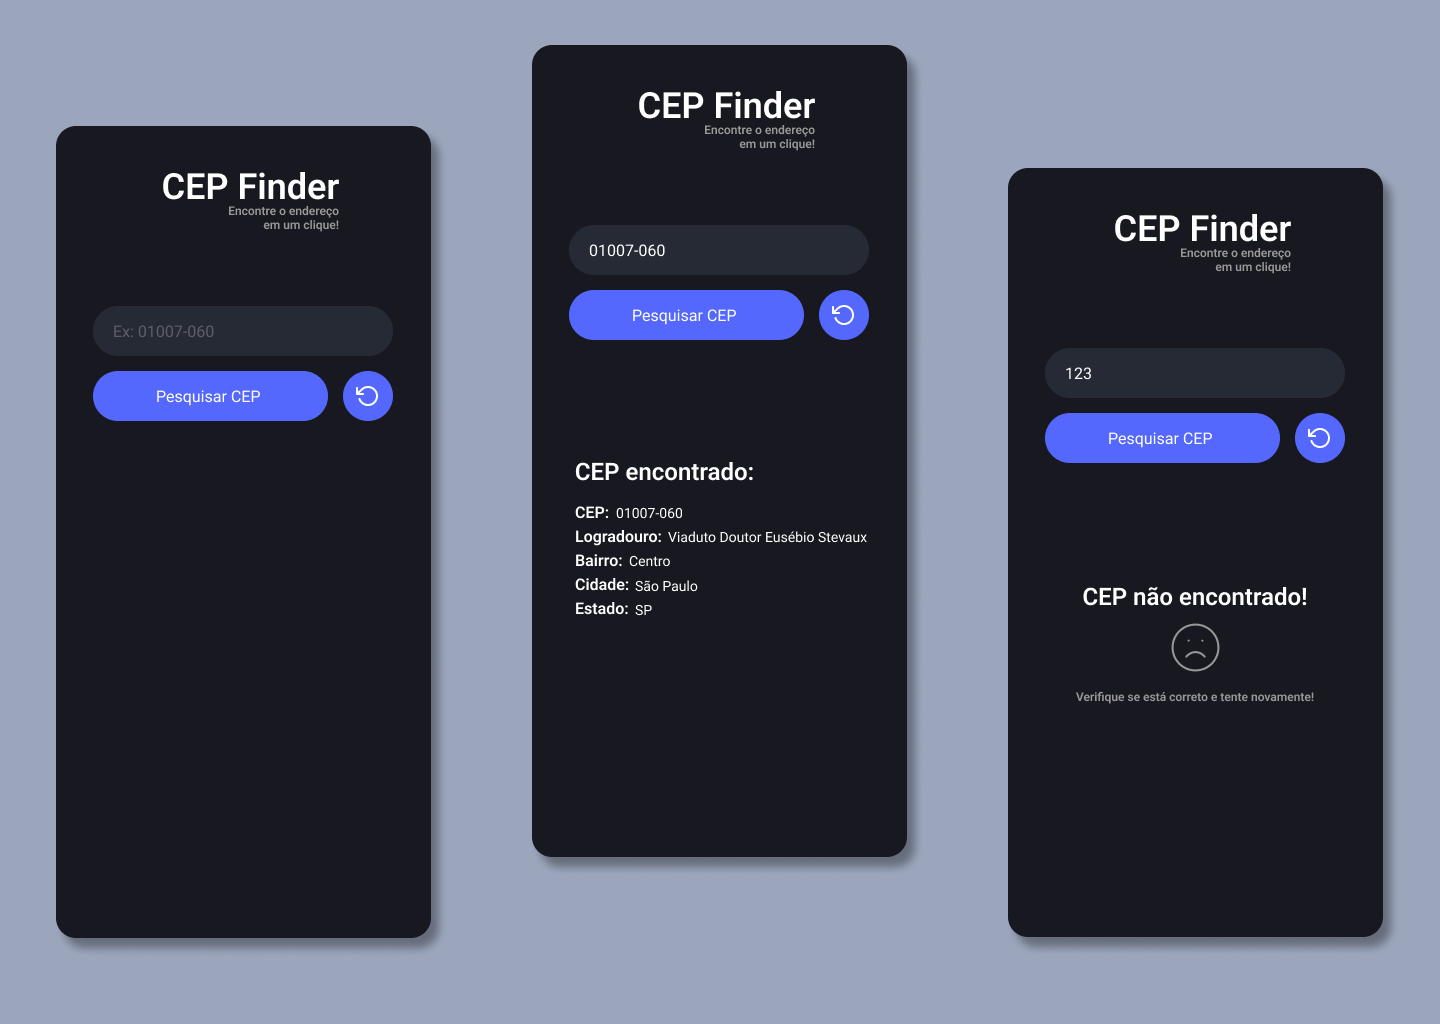 CEP Finder
Encontre o endereço
em um clique!
Ex: 01007-060
Pesquisar CEP
CEP Finder
Encontre o endereço
em um clique!
01007-060
Pesquisar CEP
CEP encontrado:
CEP: 01007-060
Logradouro: Viaduto Doutor Eusébio Stevaux
Bairro: Centro
Cidade: São Paulo
Estado: SP
CEP Finder
Encontre o endereço
em um clique!
123
Pesquisar CEP
CEP não encontrado!
Verifique se está correto e tente novamente!